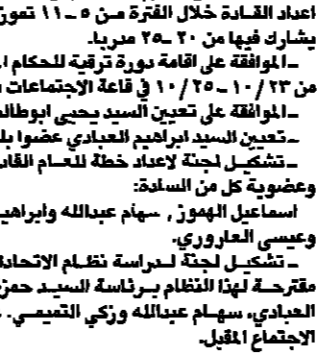 اعداد القادة خلال الفترة من ٥ ـ ١١ تموز
يشارك فيها من ٢٠ ـ ٢٥ مدربا.
ـ الموافقة على اقامة دورة ترقية للحكام
من ٢٣ / ١٠ ـ ٢٥ / ١٠ في قاعة الاجتماعات
ـ الموافقة على تعيين السيد يحيى ابوطالب
ـ تعيين السيد ابراهيم العبادي عضوا
ـ تشكيل لجنة لاعداد خطة للعام القادم
وعضوية كل من السادة:
اسماعيل الهموز , سهام عبدالله وابراهيم
وعيسى العاروري.
ـ تشكيل لجنة لدراسة نظام الاتحاد
مقترحة لهذا النظام برئاسة السيد حمزة
العبادي، سهام عبدالله وزكي التميمي.
الاجتماع المقبل.